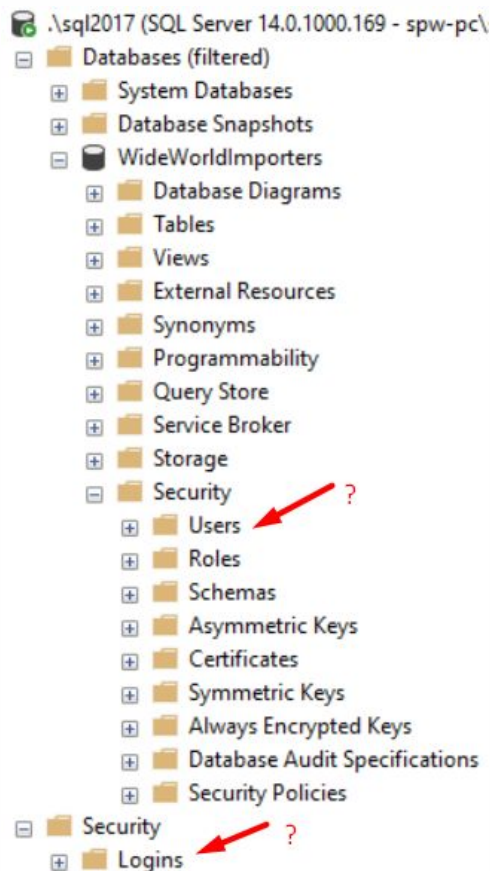 .\sql2017 (SQL Server 14.0.1000.169 - spw-pc\
Databases (filtered)
System Databases
Database Snapshots
WideWorldImporters
Database Diagrams
Tables
Views
External Resources
Synonyms
Programmability
Query Store
Service Broker
Storage
Security
?
Users
Roles
Schemas
Asymmetric Keys
Certificates
Symmetric Keys
Always Encrypted Keys
Database Audit Specifications
Security Policies
Security
?
Logins